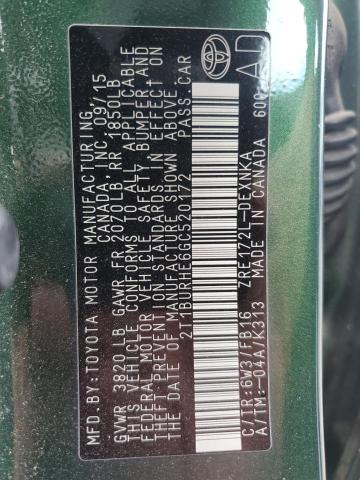 MFD. BY: TOYOTA MOTOR MANUFACTURING,
CANADA, INC. 09/15
GVWR 3820 LB GAWR FR 2070 LB, RR 1850 LB
THIS VEHICLE CONFORMS TO ALL APPLICABLE
FEDERAL MOTOR VEHICLE SAFETY, BUMPER AND
THEFT PREVENTION STANDARDS IN EFFECT ON
THE DATE OF MANUFACTURE SHOWN ABOVE.
2T1BURHE6GC520172 PASS. CAR
ZRE172L-DEXNKA
C/TR: 6W3/FB16
A/TM: -04A/K313 MADE IN CANADA
AD